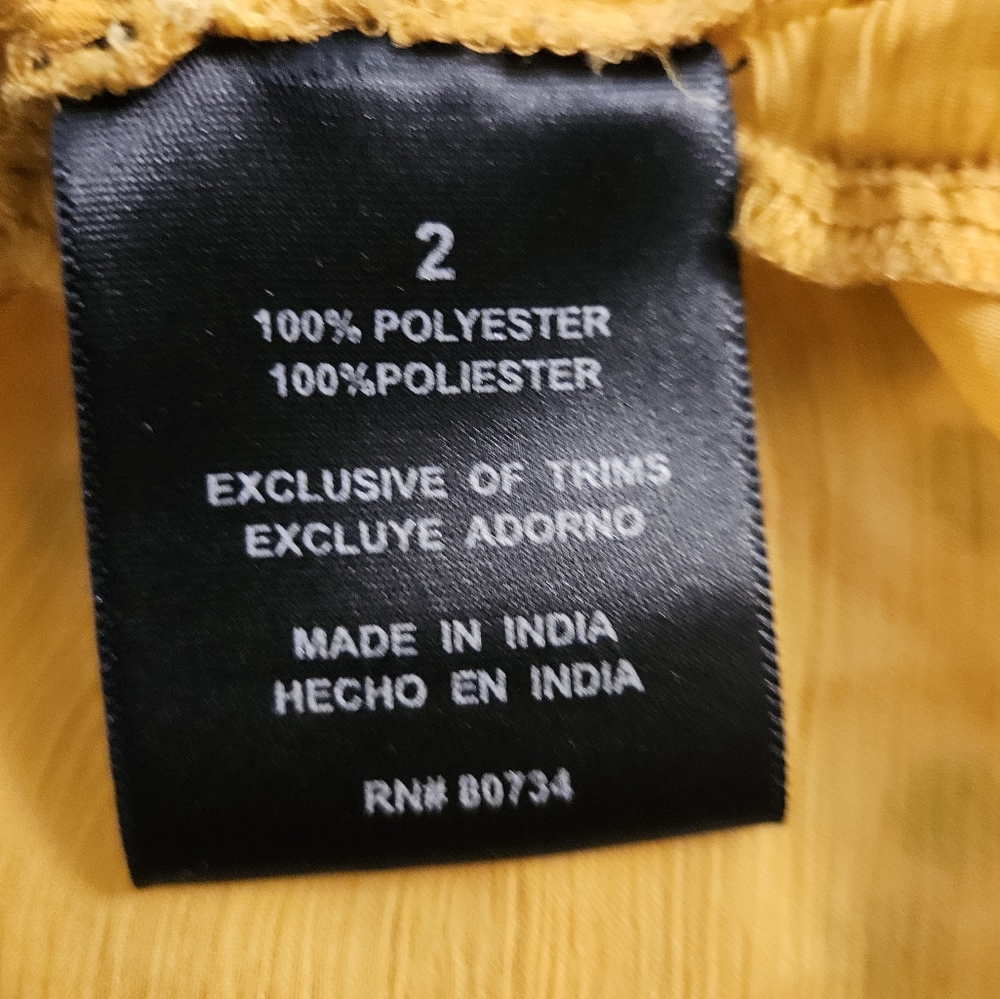 2
100% POLYESTER
100%POLIESTER
EXCLUSIVE OF TRIMS
EXCLUYE ADORNO
MADE IN INDIA
HECHO EN INDIA
RN# 80734